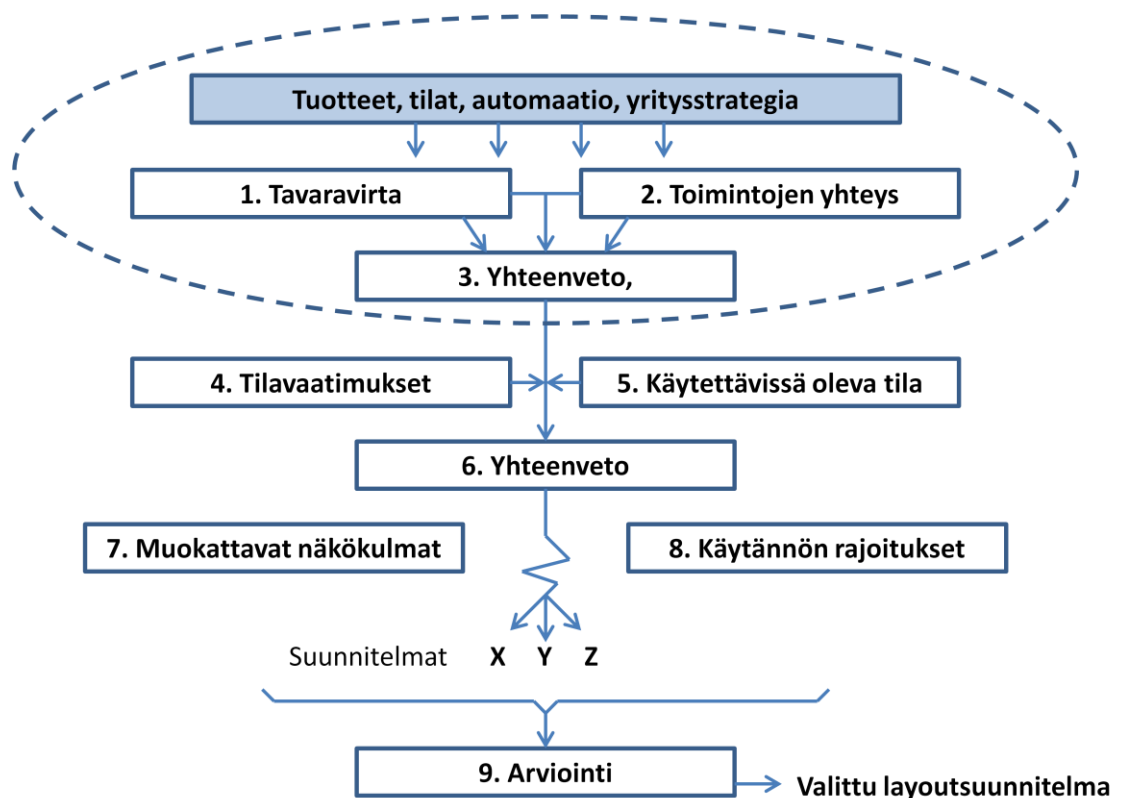 Tuotteet, tilat, automaatio, yritysstrategia
1. Tavaravirta
2. Toimintojen yhteys
3. Yhteenveto,
4. Tilavaatimukset
5. Käytettävissä oleva tila
6. Yhteenveto
7. Muokattavat näkökulmat
8. Käytännön rajoitukset
Suunnitelmat X Y Z
9. Arviointi
Valittu layoutsuunnitelma